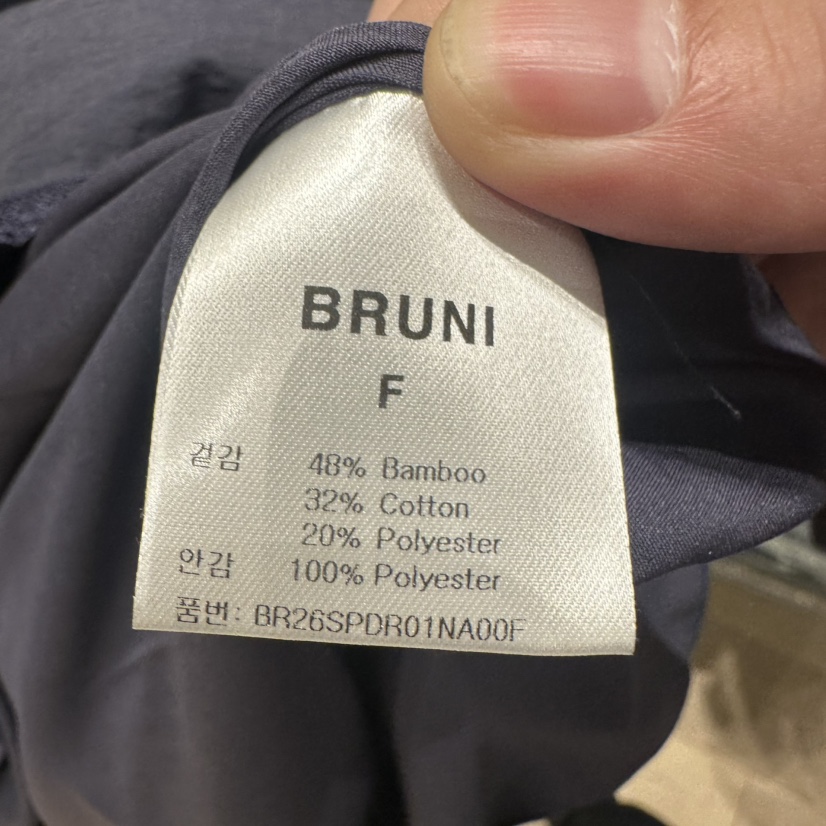 BRUNI
F
겉감 48% Bamboo
32% Cotton
20% Polyester
안감 100% Polyester
품번: BR26SPDR01NA00F